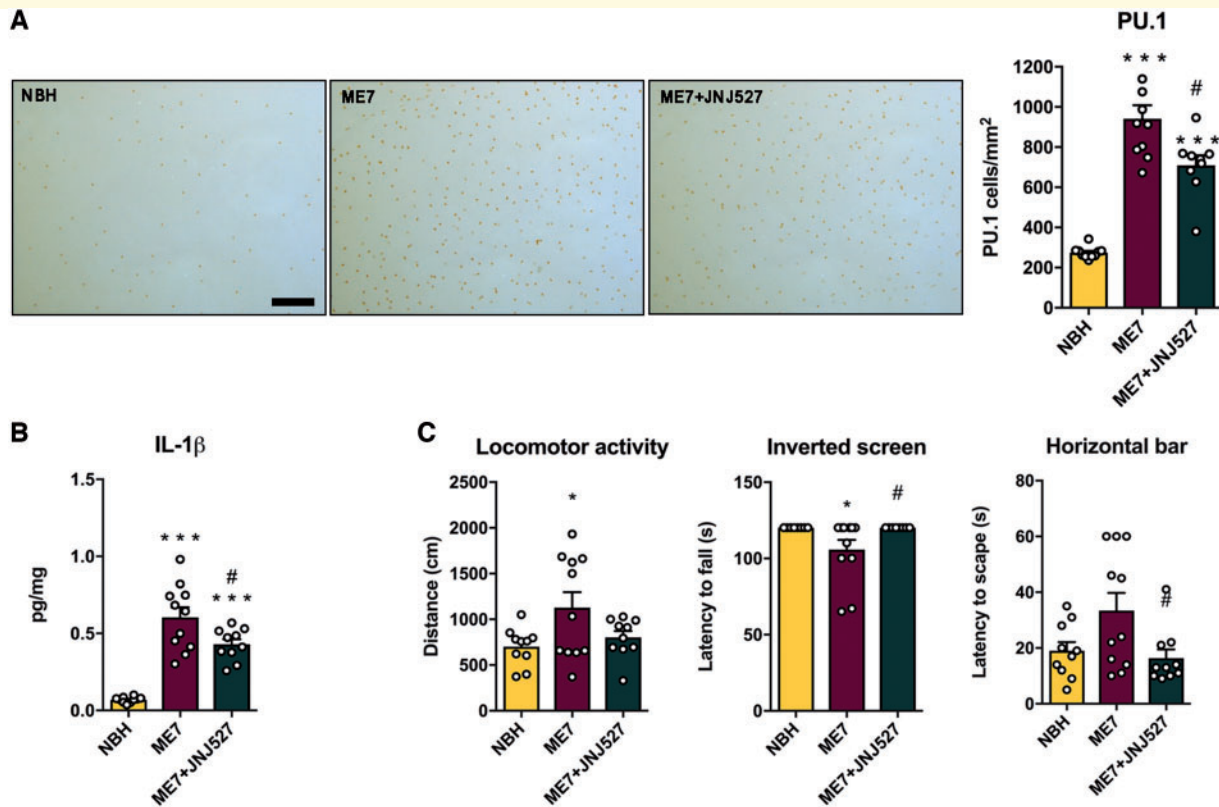 A
NBH
ME7
ME7+JNJ527
PU.1
PU.1 cells/mm²
1200
1000
800
600
400
200
0
* * *
#
* * *
NBH
ME7
ME7+JNJ527
B
IL-1β
pg/mg
1.5
1.0
0.5
0.0
* * *
#
* * *
NBH
ME7
ME7+JNJ527
C
Locomotor activity
Distance (cm)
2500
2000
1500
1000
500
0
*
NBH
ME7
ME7+JNJ527
Inverted screen
Latency to fall (s)
150
100
50
0
*
#
NBH
ME7
ME7+JNJ527
Horizontal bar
Latency to scape (s)
80
60
40
20
0
#
NBH
ME7
ME7+JNJ527